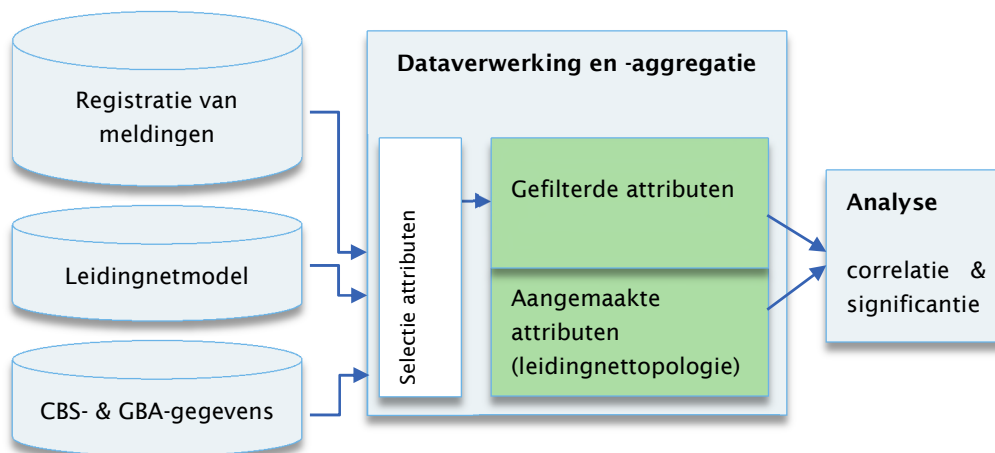 Registratie van
meldingen
Leidingnetmodel
CBS- & GBA-gegevens
Dataverwerking en -aggregatie
Selectie attributen
Gefilterde attributen
Aangemaakte
attributen
(leidingnettopologie)
Analyse
correlatie &
significantie